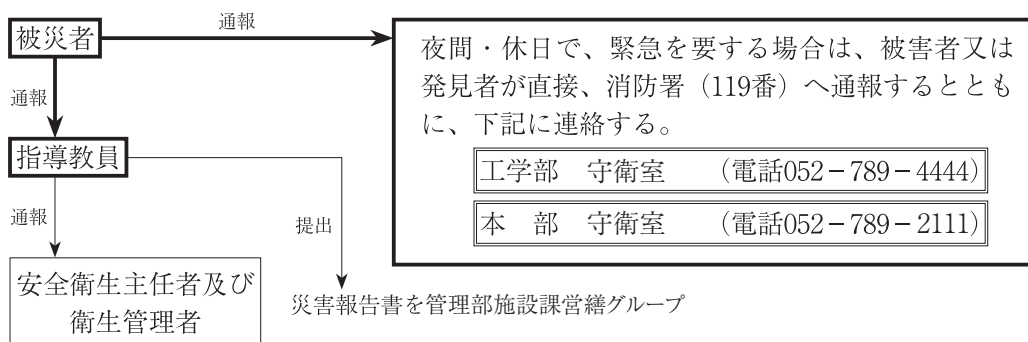 通報
被災者
夜間・休日で、緊急を要する場合は、被害者又は
発見者が直接、消防署（119番）へ通報するととも
に、下記に連絡する。
工学部　守衛室　　（電話052－789－4444）
本　部　守衛室　　（電話052－789－2111）
通報
指導教員
通報
提出
安全衛生主任者及び
衛生管理者
災害報告書を管理部施設課営繕グループ